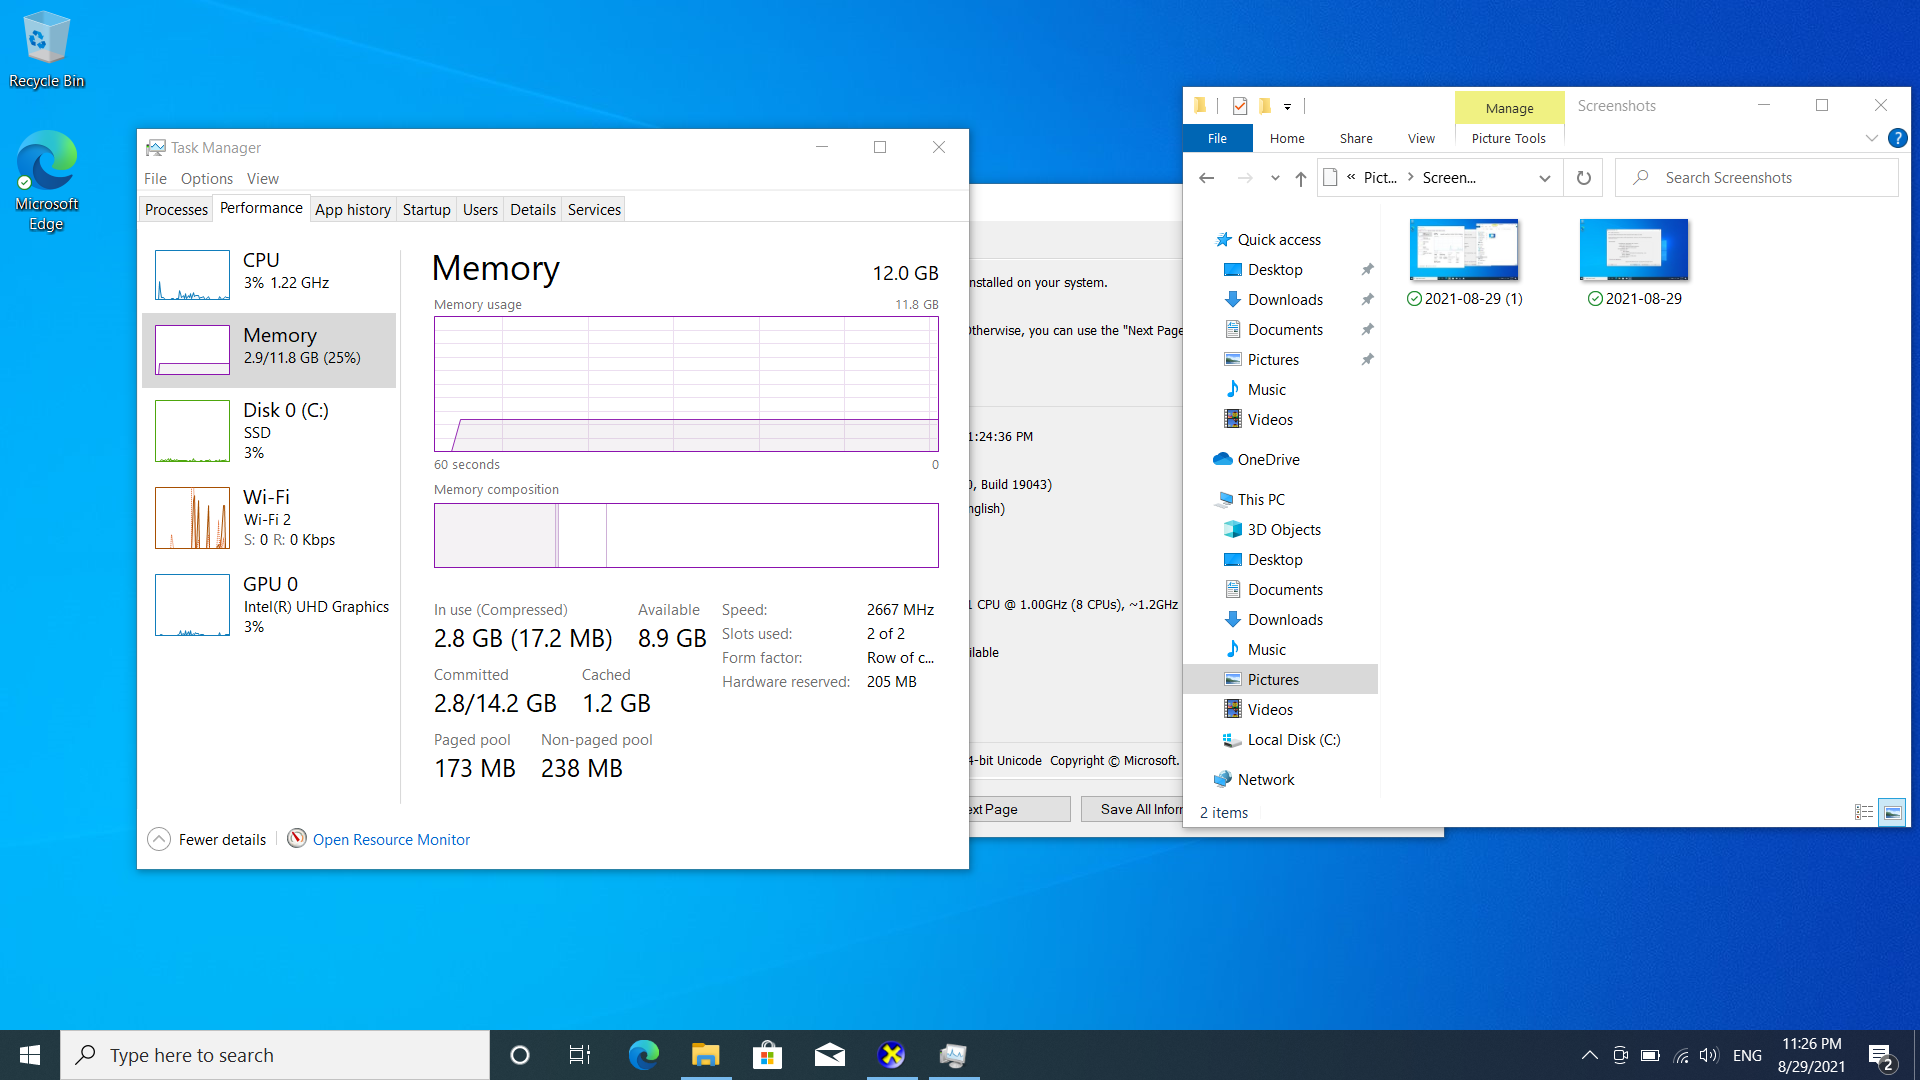 Recycle Bin
Microsoft
Edge
Task Manager
File Options View
Processes Performance App history Startup Users Details Services
CPU
3% 1.22 GHz
Memory
2.9/11.8 GB (25%)
Disk 0 (C:)
SSD
3%
Wi-Fi
Wi-Fi 2
S: 0 R: 0 Kbps
GPU 0
Intel(R) UHD Graphics
3%
Memory 12.0 GB
Memory usage 11.8 GB
60 seconds 0
Memory composition
In use (Compressed) Available
2.8 GB (17.2 MB) 8.9 GB
Committed Cached
2.8/14.2 GB 1.2 GB
Paged pool Non-paged pool
173 MB 238 MB
Speed: 2667 MHz
Slots used: 2 of 2
Form factor: Row of c...
Hardware reserved: 205 MB
Fewer details Open Resource Monitor
nstalled on your system.
Otherwise, you can use the "Next Page
1:24:36 PM
0, Build 19043)
nglish)
1 CPU @ 1.00GHz (8 CPUs), ~1.2GHz
ilable
4-bit Unicode Copyright © Microsoft.
ext Page Save All Inform
Manage Screenshots
File Home Share View Picture Tools
« Pict... > Screen... Search Screenshots
Quick access
Desktop
Downloads
Documents
Pictures
Music
Videos
OneDrive
This PC
3D Objects
Desktop
Documents
Downloads
Music
Pictures
Videos
Local Disk (C:)
Network
2021-08-29 (1) 2021-08-29
2 items
Type here to search
ENG
11:26 PM
8/29/2021
2